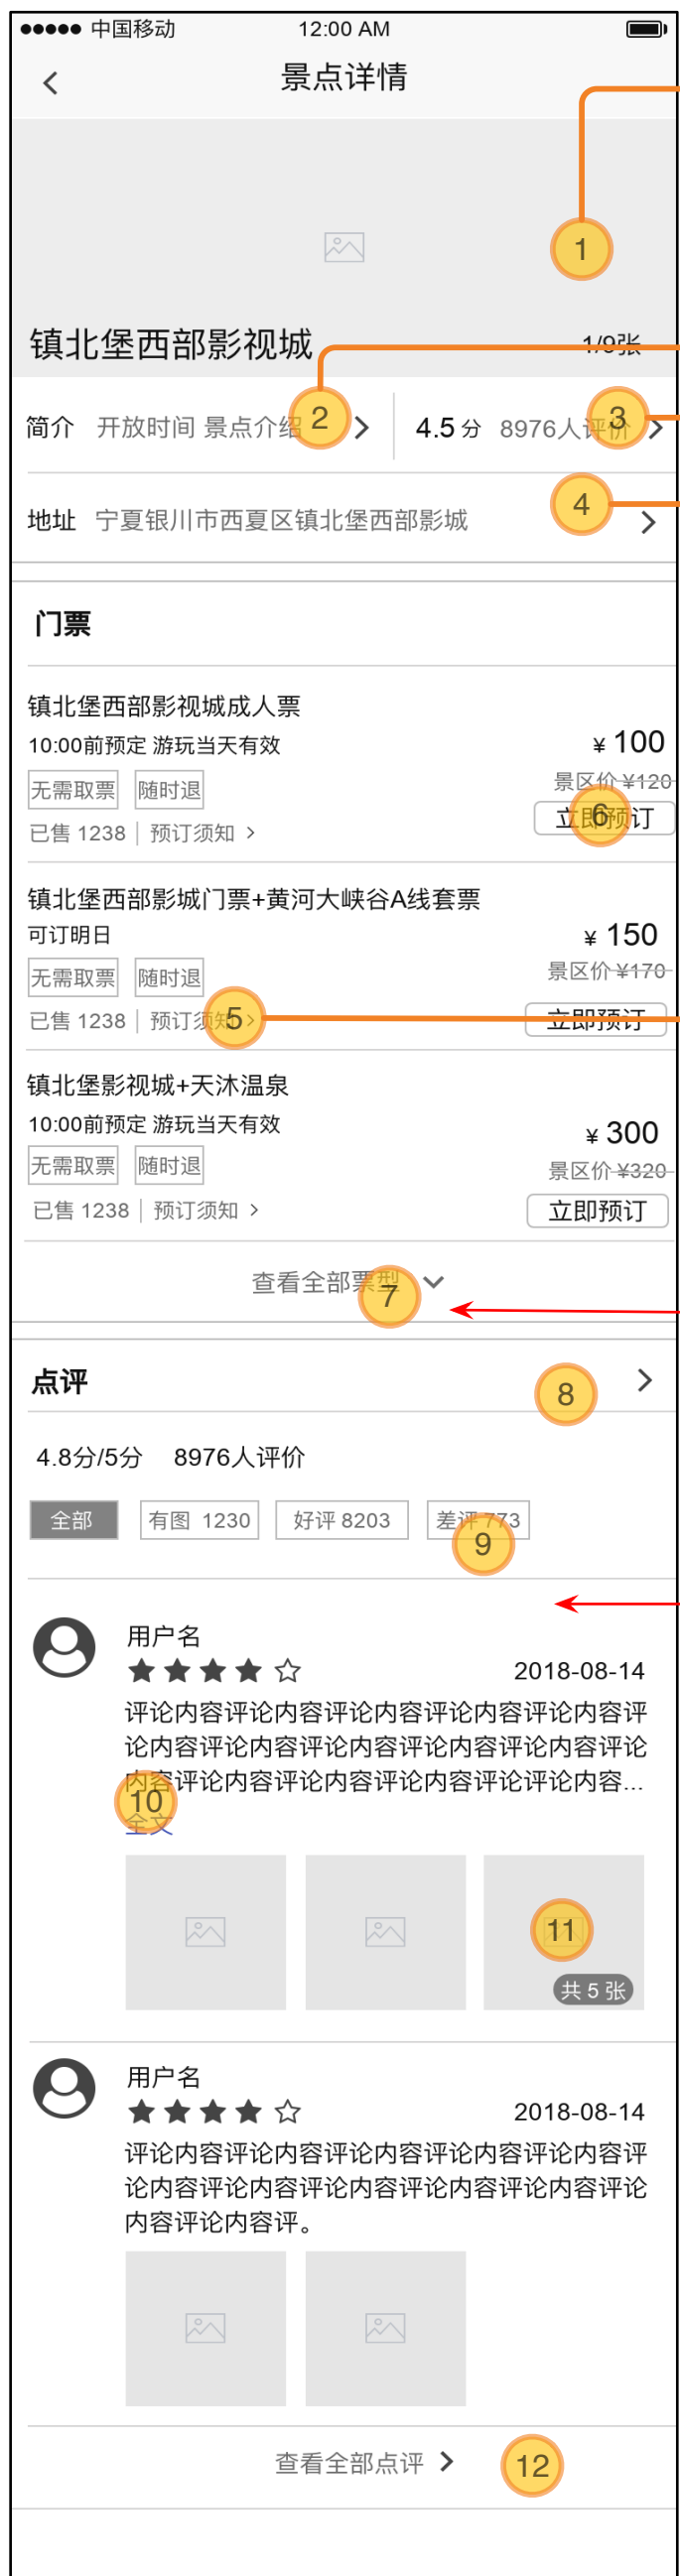 中国移动 12:00 AM
景点详情
1
镇北堡西部影视城 1/9张
简介 开放时间 景点介绍 2 4.5 分 8976人评价 3
4
地址 宁夏银川市西夏区镇北堡西部影城
门票
镇北堡西部影视城成人票
10:00前预定 游玩当天有效 ¥ 100
无需取票 随时退 景区价 ¥120
已售 1238 预订须知 > 立即预订 6
镇北堡西部影城门票+黄河大峡谷A线套票
可订明日 ¥ 150
无需取票 随时退 景区价 ¥170
已售 1238 预订须知 > 5 立即预订
镇北堡影视城+天沐温泉
10:00前预定 游玩当天有效 ¥ 300
无需取票 随时退 景区价 ¥320
已售 1238 预订须知 > 立即预订
查看全部票型 7
点评 8
4.8分/5分 8976人评价
全部 有图 1230 好评 8203 差评 773
9
用户名
2018-08-14
评论内容评论内容评论内容评论内容评论内容评
论内容评论内容评论内容评论内容评论内容评论
内容评论内容评论内容评论内容评论评论内容...
10
全文
11
共 5 张
用户名
2018-08-14
评论内容评论内容评论内容评论内容评论内容评
论内容评论内容评论内容评论内容评论内容评论
内容评论内容评。
查看全部点评 12